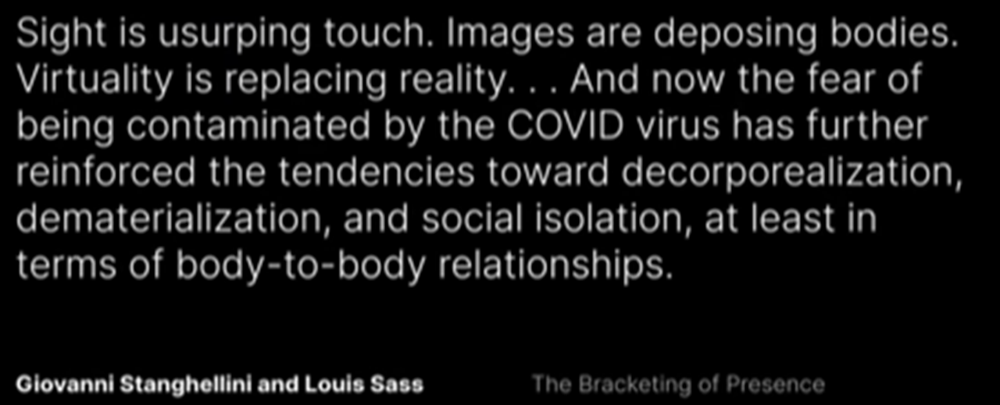 Sight is usurping touch. Images are deposing bodies.
Virtuality is replacing reality. . . And now the fear of
being contaminated by the COVID virus has further
reinforced the tendencies toward decorporealization,
dematerialization, and social isolation, at least in
terms of body-to-body relationships.
Giovanni Stanghellini and Louis Sass The Bracketing of Presence